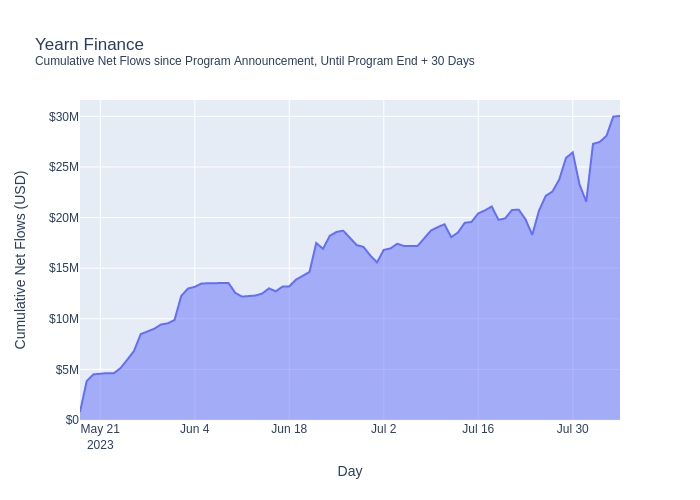 Yearn Finance
Cumulative Net Flows since Program Announcement, Until Program End + 30 Days
Cumulative Net Flows (USD)
$30M
$25M
$20M
$15M
$10M
$5M
$0
May 21
2023
Jun 4
Jun 18
Jul 2
Jul 16
Jul 30
Day